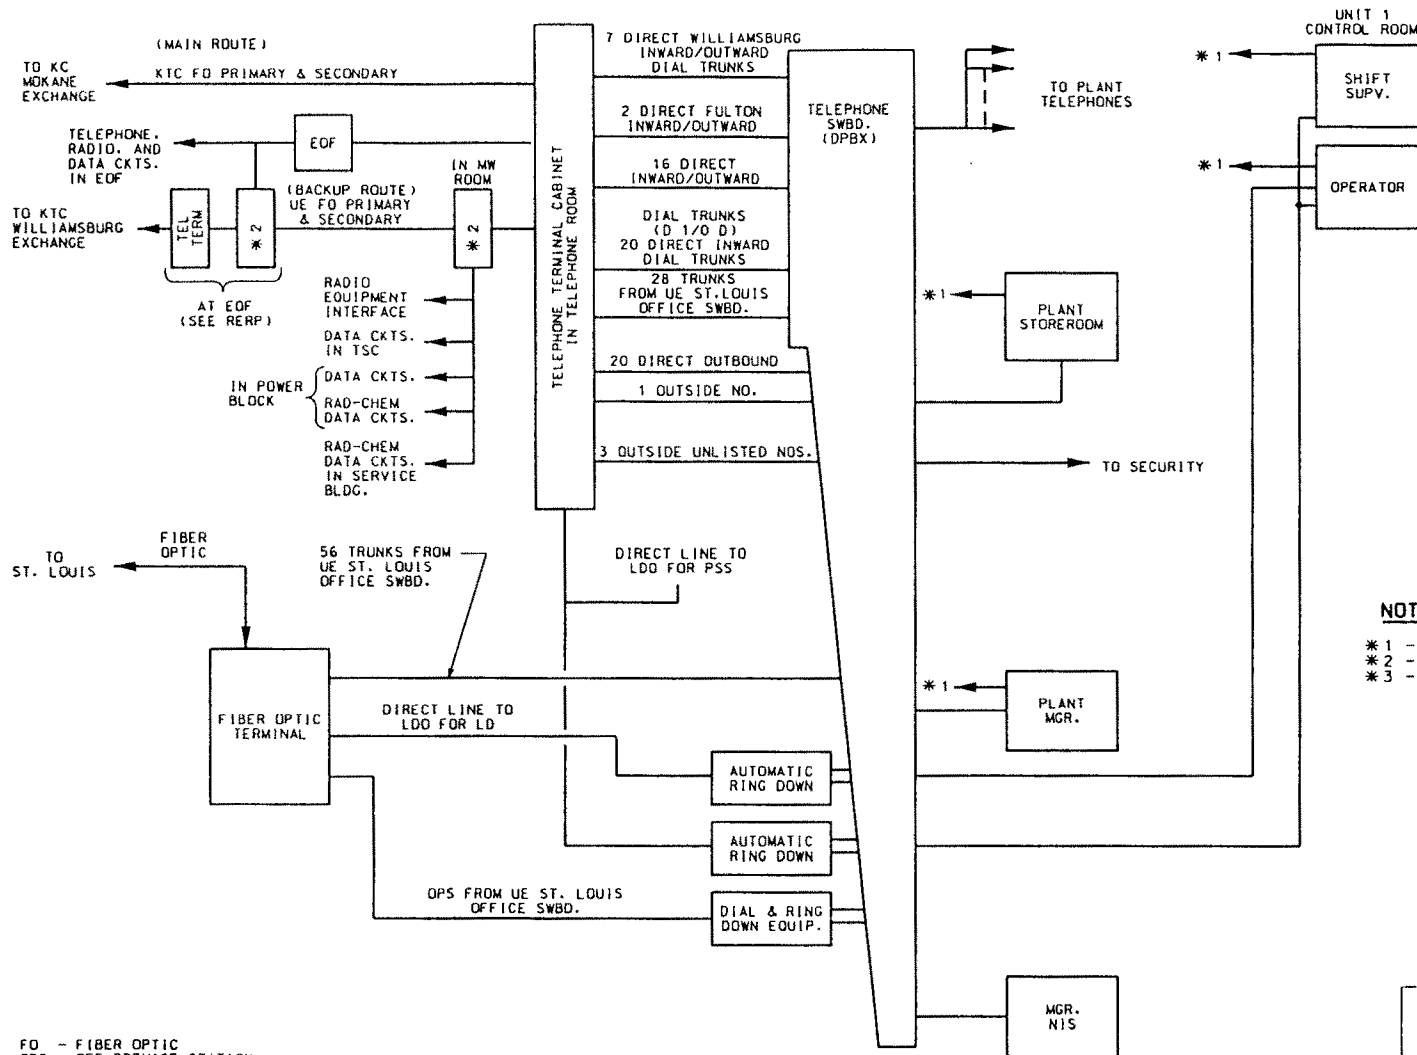 UNIT 1
CONTROL ROOM
(MAIN ROUTE)
TO KC
MOKANE
EXCHANGE
KTC FO PRIMARY & SECONDARY
7 DIRECT WILLIAMSBURG
INWARD/OUTWARD
DIAL TRUNKS
TELEPHONE
SWBD.
(DPBX)
TO PLANT
TELEPHONES
* 1
SHIFT
SUPV.
TELEPHONE,
RADIO, AND
DATA CKTS.
IN EOF
EOF
2 DIRECT FULTON
INWARD/OUTWARD
IN MW
ROOM
16 DIRECT
INWARD/OUTWARD
* 1
OPERATOR
(BACKUP ROUTE)
UE FO PRIMARY
& SECONDARY
TO KTC
WILLIAMSBURG
EXCHANGE
TEL
TERM
* 2
* 2
TELEPHONE TERMINAL CABINET
IN TELEPHONE ROOM
DIAL TRUNKS
(D I/O D)
20 DIRECT INWARD
DIAL TRUNKS
AT EOF
(SEE RERP)
RADIO
EQUIPMENT
INTERFACE
28 TRUNKS
FROM UE ST.LOUIS
OFFICE SWBD.
* 1
PLANT
STOREROOM
DATA CKTS.
IN TSC
IN POWER
BLOCK
DATA CKTS.
RAD-CHEM
DATA CKTS.
20 DIRECT OUTBOUND
1 OUTSIDE NO.
RAD-CHEM
DATA CKTS.
IN SERVICE
BLDG.
3 OUTSIDE UNLISTED NOS.
TO SECURITY
TO
ST. LOUIS
FIBER
OPTIC
56 TRUNKS FROM
UE ST. LOUIS
OFFICE SWBD.
DIRECT LINE TO
LDO FOR PSS
NOT
* 1 -
* 2 -
* 3 -
FIBER OPTIC
TERMINAL
DIRECT LINE TO
LDO FOR LD
* 1
PLANT
MGR.
AUTOMATIC
RING DOWN
AUTOMATIC
RING DOWN
OPS FROM UE ST. LOUIS
OFFICE SWBD.
DIAL & RING
DOWN EQUIP.
MGR.
NIS
FO - FIBER OPTIC